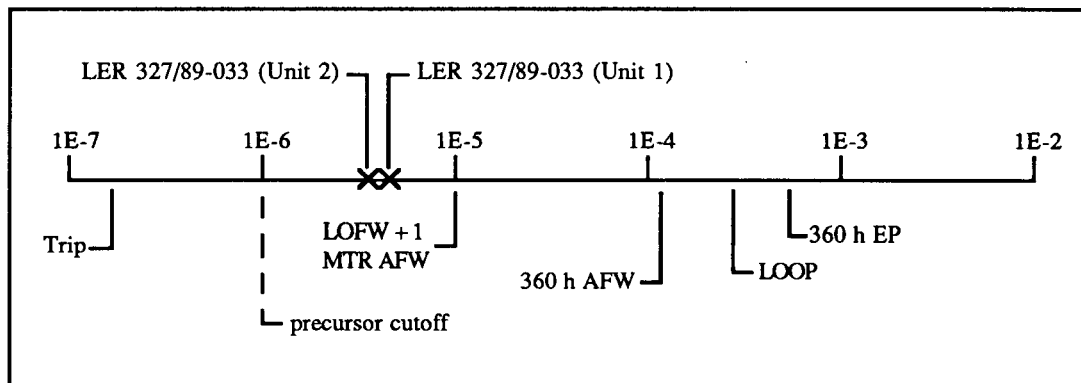 LER 327/89-033 (Unit 2)
LER 327/89-033 (Unit 1)
1E-7
1E-6
1E-5
1E-4
1E-3
1E-2
Trip
LOFW + 1
MTR AFW
360 h AFW
360 h EP
LOOP
precursor cutoff